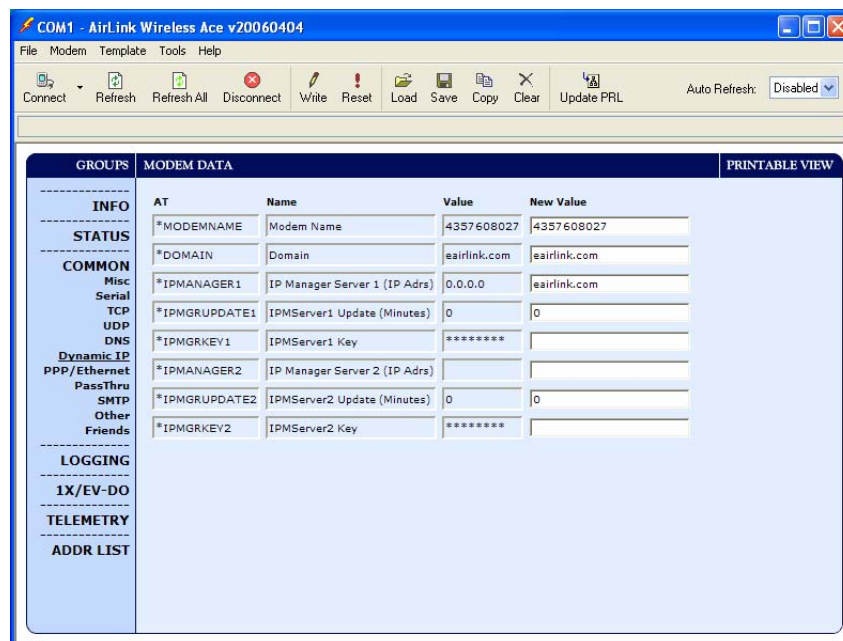 COM1 - AirLink Wireless Ace v20060404
File Modem Template Tools Help
Connect Refresh Refresh All Disconnect Write Reset Load Save Copy Clear Update PRL Auto Refresh: Disabled
GROUPS MODEM DATA PRINTABLE VIEW
INFO
STATUS
COMMON
Misc
Serial
TCP
UDP
DNS
Dynamic IP
PPP/Ethernet
PassThru
SMTP
Other
Friends
LOGGING
1X/EV-DO
TELEMETRY
ADDR LIST
AT Name Value New Value
*MODEMNAME Modem Name 4357608027 4357608027
*DOMAIN Domain eairlink.com eairlink.com
*IPMANAGER1 IP Manager Server 1 (IP Adrs) 0.0.0.0 eairlink.com
*IPMGRUPDATE1 IPMServer1 Update (Minutes) 0 0
*IPMGRKEY1 IPMServer1 Key ********
*IPMANAGER2 IP Manager Server 2 (IP Adrs)
*IPMGRUPDATE2 IPMServer2 Update (Minutes) 0 0
*IPMGRKEY2 IPMServer2 Key ********